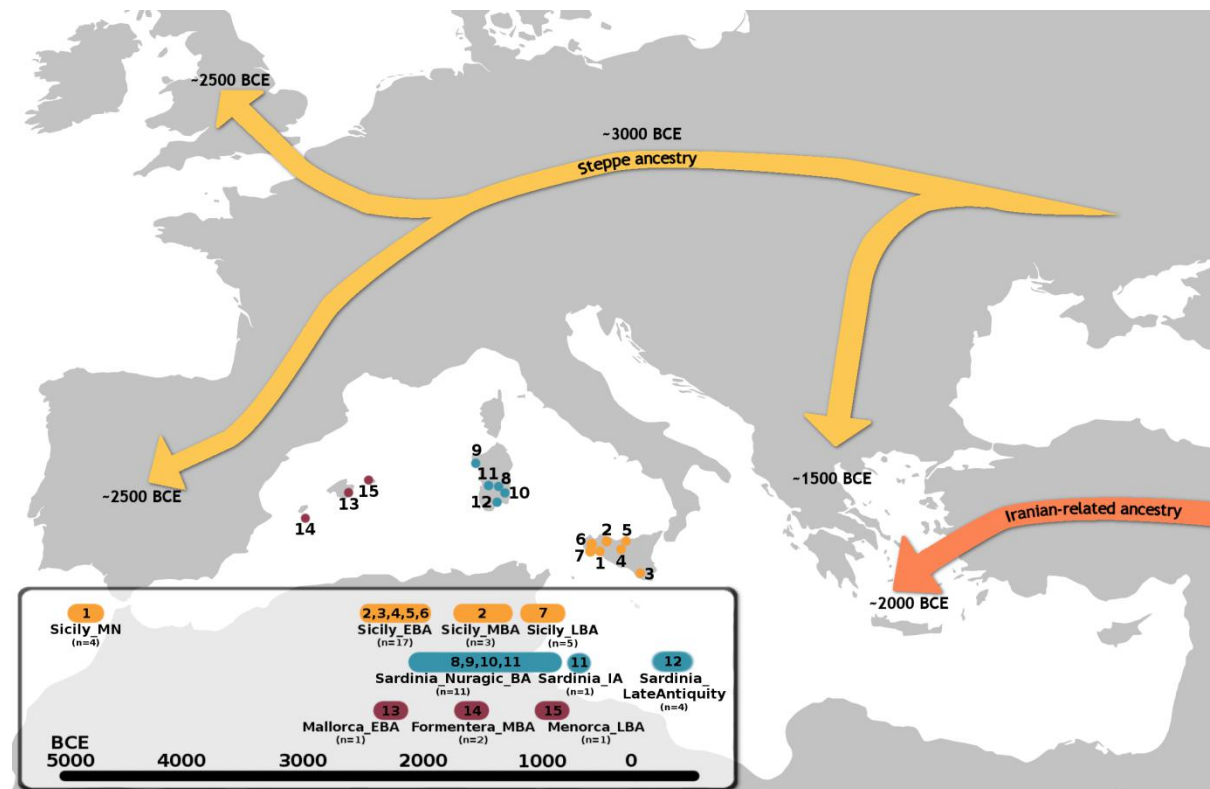 ~2500 BCE
~3000 BCE
Steppe ancestry
~2500 BCE
~1500 BCE
Iranian-related ancestry
~2000 BCE
9
11
8
10
12
15
13
14
6
2
5
7
1
4
3
1
Sicily_MN
(n=4)
2,3,4,5,6
Sicily_EBA
(n=17)
2
Sicily_MBA
(n=3)
7
Sicily_LBA
(n=5)
8,9,10,11
Sardinia_Nuragic_BA
(n=11)
11
Sardinia_IA
(n=1)
12
Sardinia_
LateAntiquity
(n=4)
13
Mallorca_EBA
(n=1)
14
Formentera_MBA
(n=2)
15
Menorca_LBA
(n=1)
BCE
5000 4000 3000 2000 1000 0